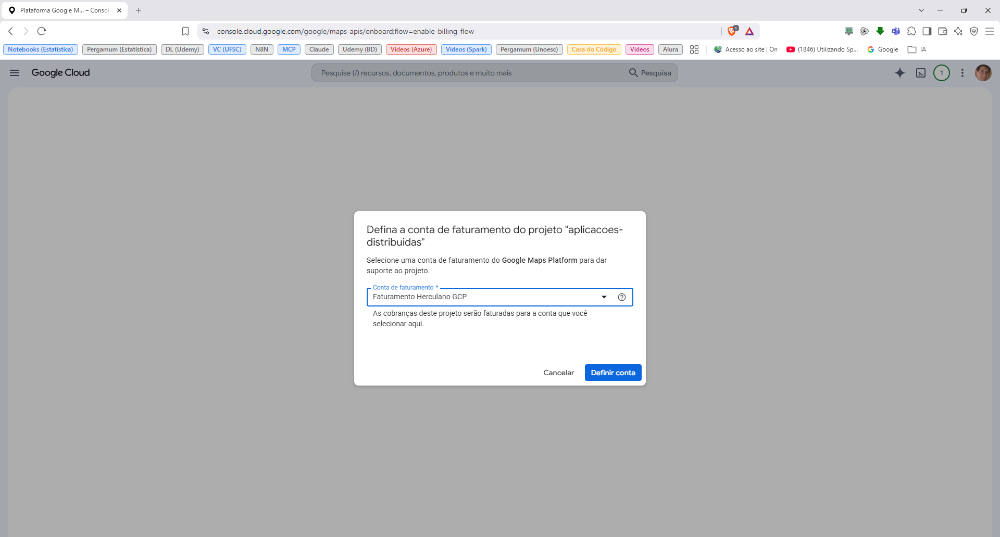 Plataforma Google M... – Consol
console.cloud.google.com/google/maps-apis/onboard;flow=enable-billing-flow
1
Notebooks (Estatística) Pergamum (Estatística) DL (Udemy) VC (UFSC) N8N MCP Claude Udemy (BD) Vídeos (Azure) Vídeos (Spark) Pergamum (Unoesc) Casa do Código Vídeos Alura Acesso ao site | On (1846) Utilizando Sp... Google IA
Google Cloud
Pesquise (/) recursos, documentos, produtos e muito mais
Pesquisa
1
Defina a conta de faturamento do projeto "aplicacoes-
distribuidas"
Selecione uma conta de faturamento do Google Maps Platform para dar
suporte ao projeto.
Conta de faturamento *
Faturamento Herculano GCP
As cobranças deste projeto serão faturadas para a conta que você
selecionar aqui.
Cancelar
Definir conta